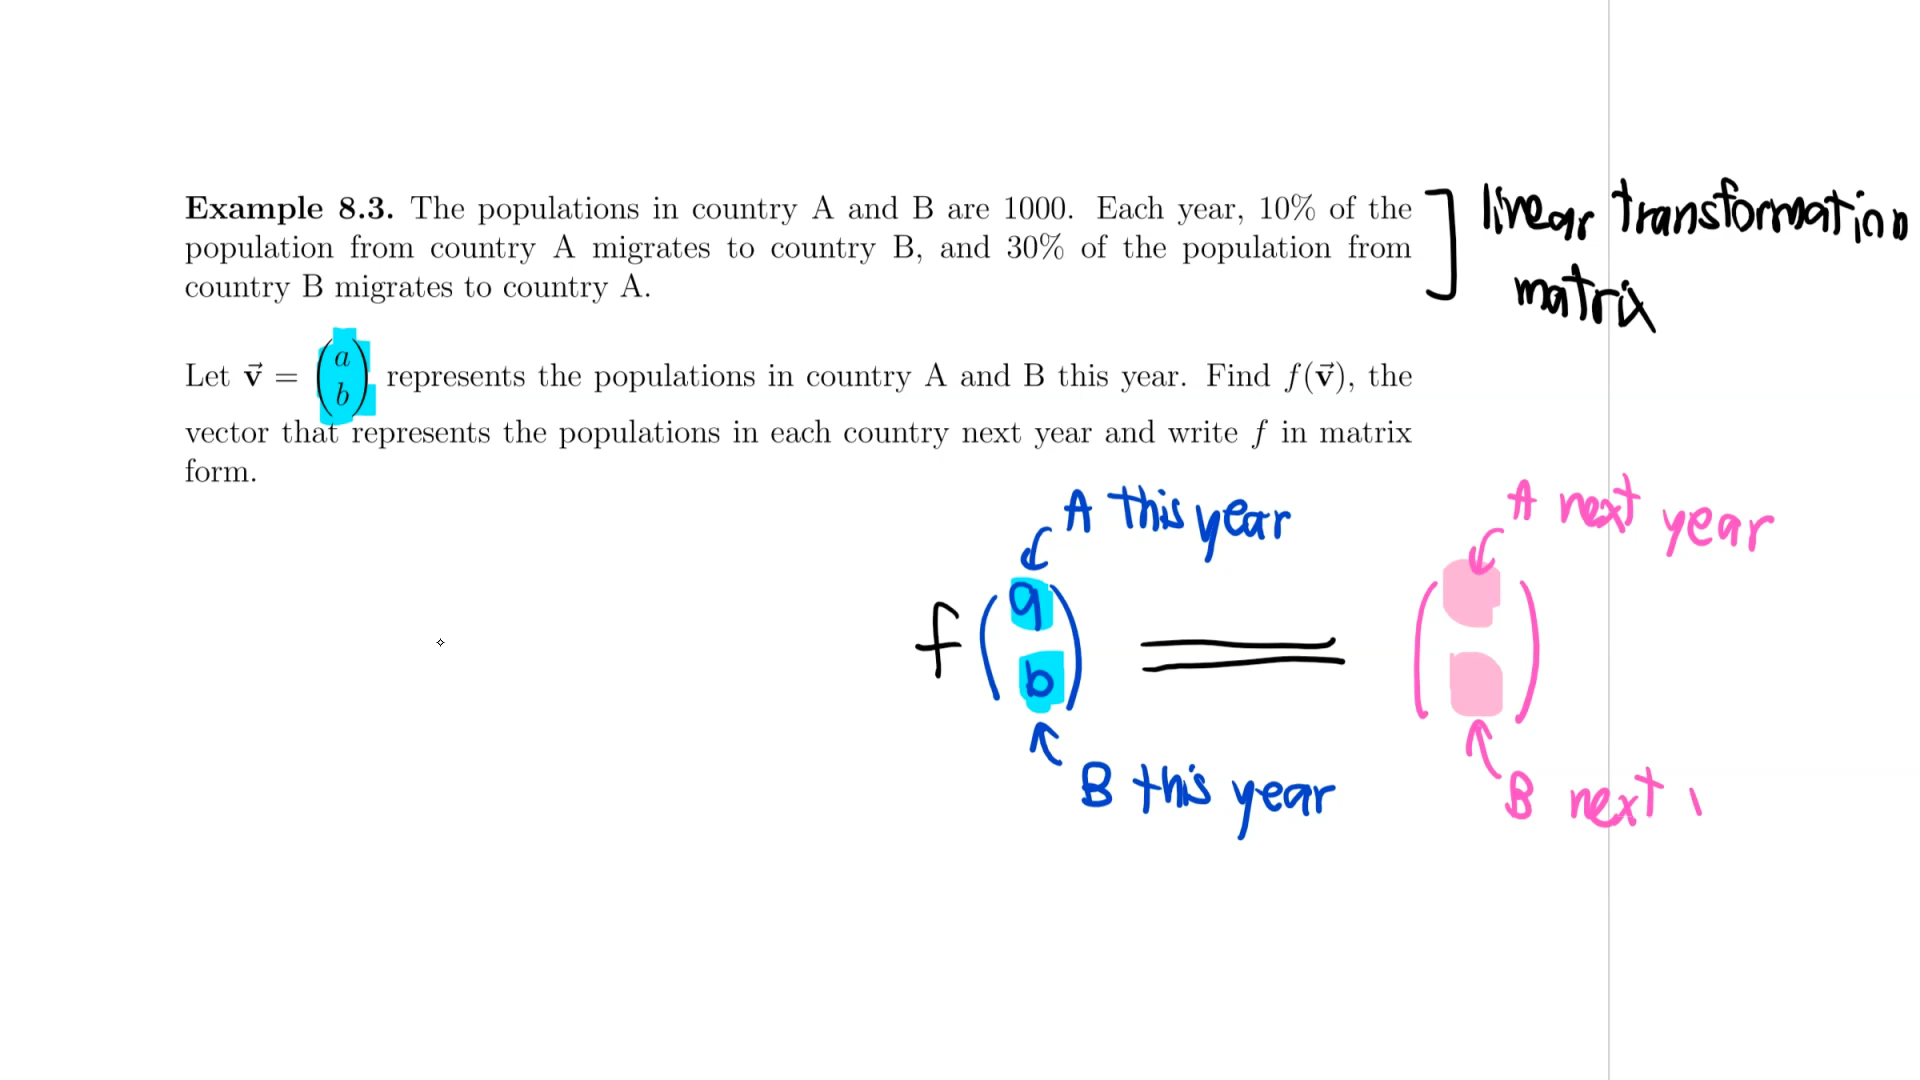 Example 8.3. The populations in country A and B are 1000. Each year, 10% of the
population from country A migrates to country B, and 30% of the population from
country B migrates to country A.
linear transformation
matrix
Let v⃗ = (a b) represents the populations in country A and B this year. Find f(v⃗), the
vector that represents the populations in each country next year and write f in matrix
form.
A this year
A next year
f(a b) = ( )
B this year
B next